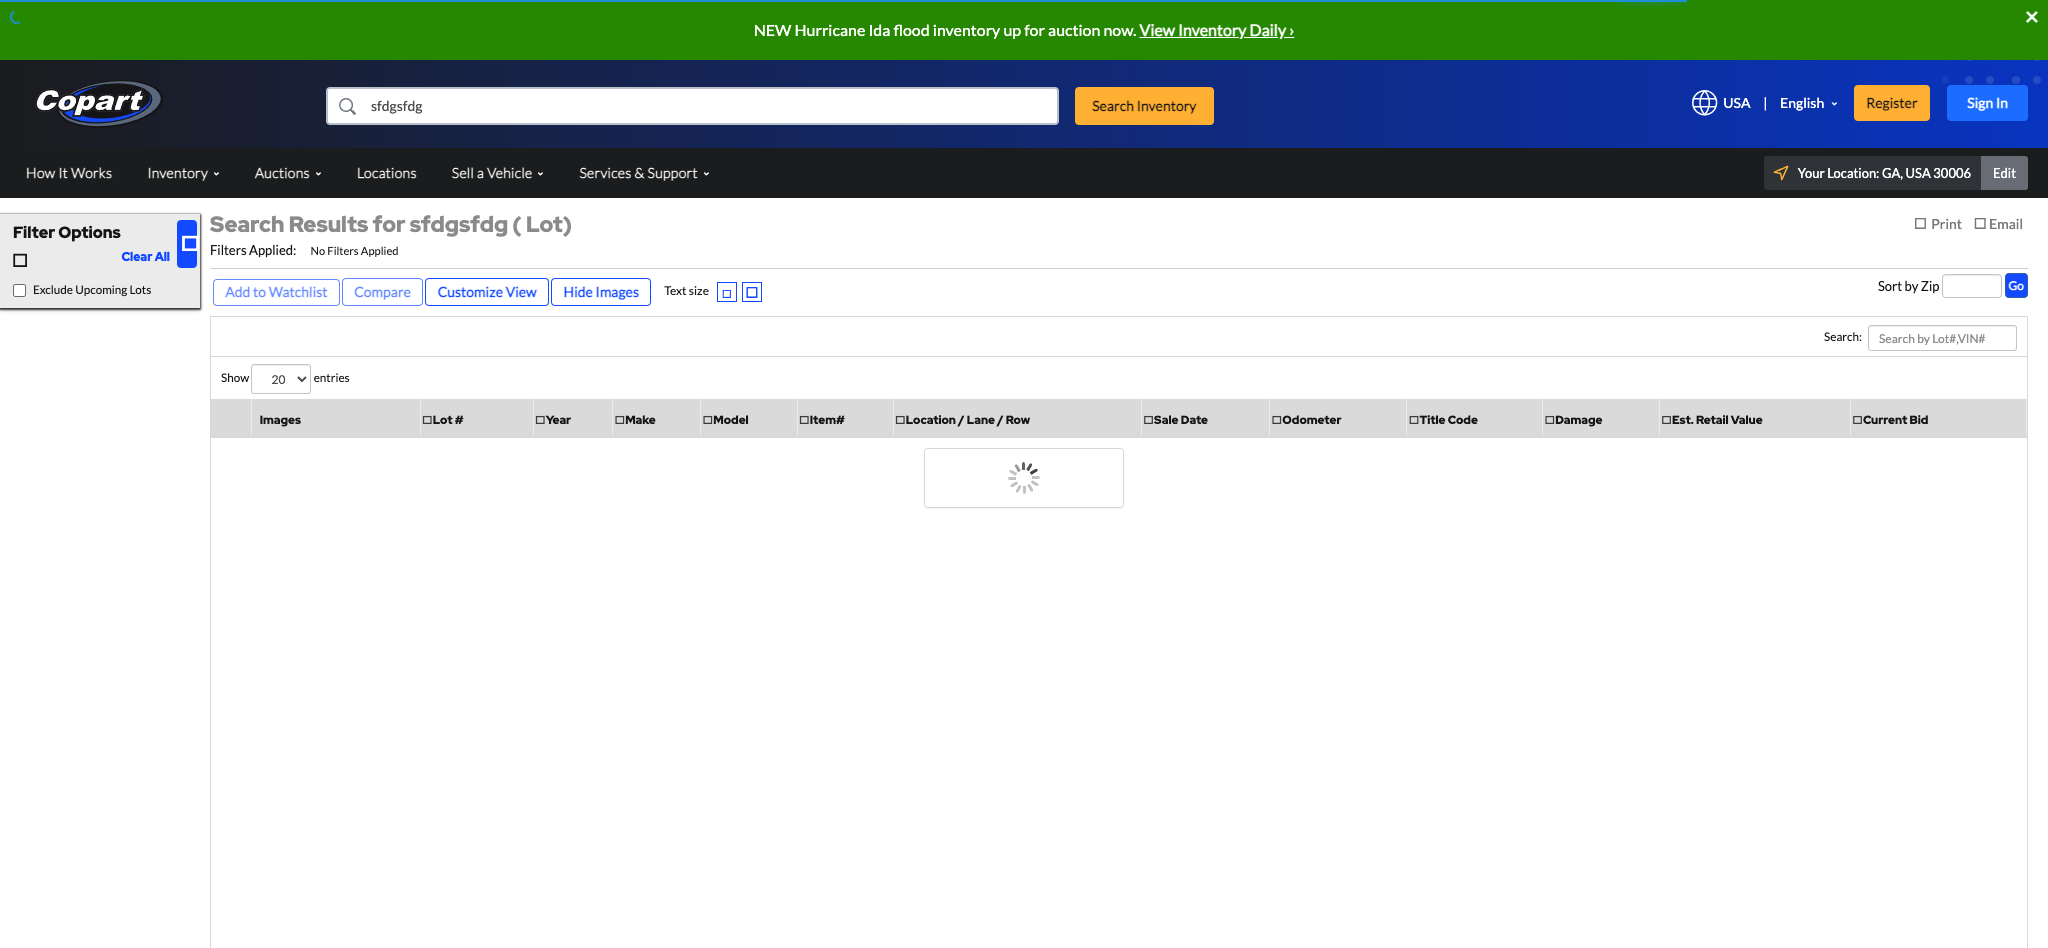 NEW Hurricane Ida flood inventory up for auction now. View Inventory Daily ›
Copart
sfdgsfdg
Search Inventory
USA | English
Register
Sign In
How It Works
Inventory
Auctions
Locations
Sell a Vehicle
Services & Support
Your Location: GA, USA 30006
Edit
Filter Options
Clear All
Exclude Upcoming Lots
Search Results for sfdgsfdg ( Lot)
Print
Email
Filters Applied: No Filters Applied
Add to Watchlist
Compare
Customize View
Hide Images
Text size
Sort by Zip
Go
Search: Search by Lot#,VIN#
Show 20 entries
Images
Lot #
Year
Make
Model
Item#
Location / Lane / Row
Sale Date
Odometer
Title Code
Damage
Est. Retail Value
Current Bid